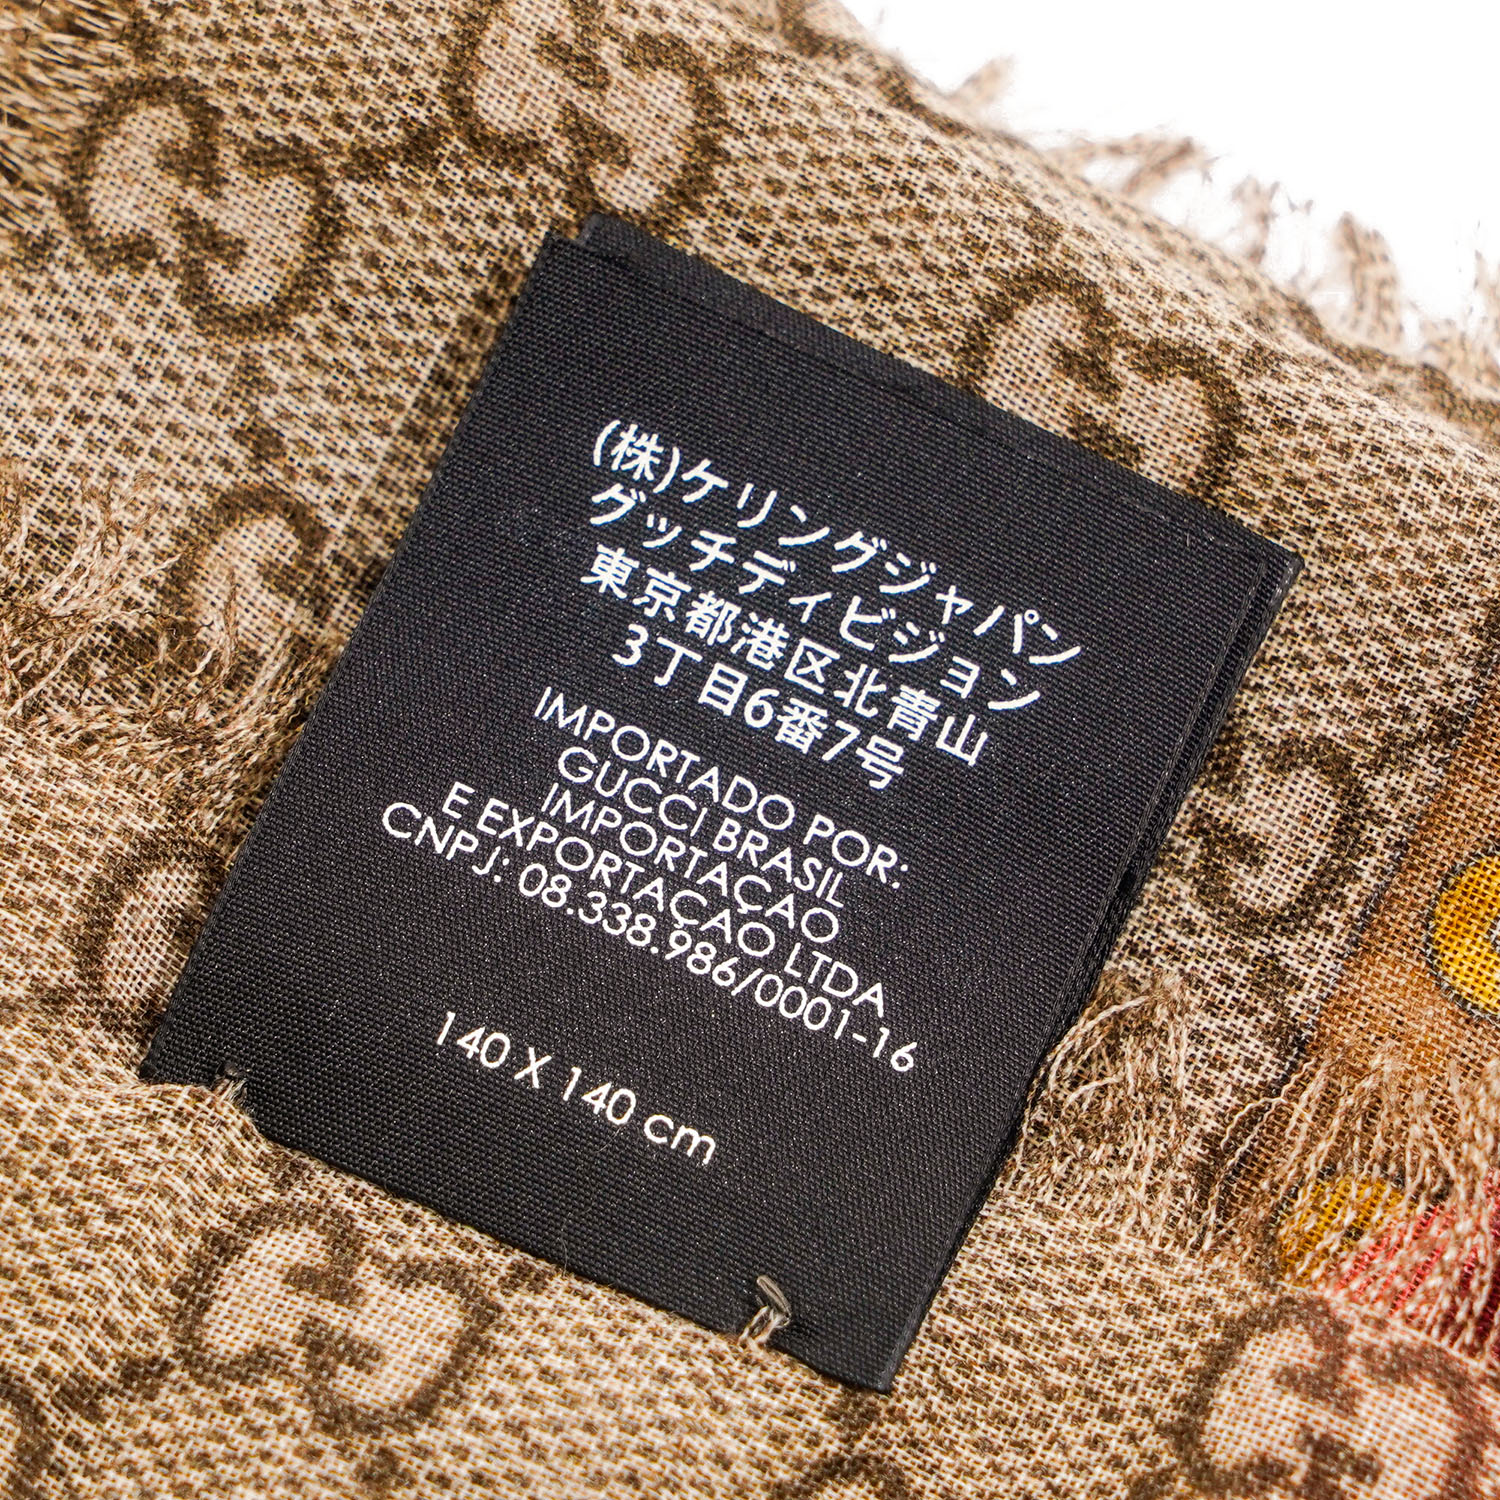 (株)ケリングジャパン
グッチディビジョン
東京都港区北青山
3丁目6番7号
IMPORTADO POR:
GUCCI BRASIL
IMPORTAÇAO
E EXPORTAÇAO LTDA
CNPJ: 08.338.986/0001-16
140 X 140 cm